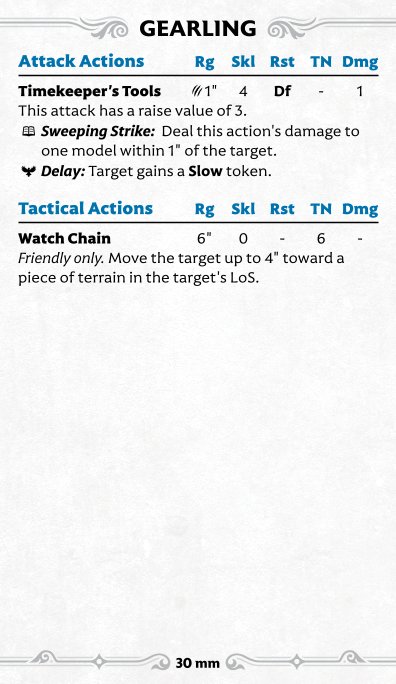 GEARLING
Attack Actions Rg Skl Rst TN Dmg
Timekeeper's Tools 1" 4 Df - 1
This attack has a raise value of 3.
Sweeping Strike: Deal this action's damage to
one model within 1" of the target.
Delay: Target gains a Slow token.
Tactical Actions Rg Skl Rst TN Dmg
Watch Chain 6" 0 - 6 -
Friendly only. Move the target up to 4" toward a
piece of terrain in the target's LoS.
30 mm